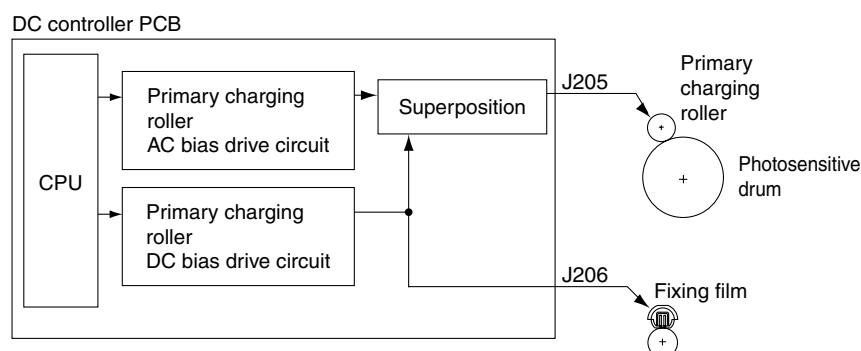 DC controller PCB
CPU
Primary charging
roller
AC bias drive circuit
Superposition
J205
Primary
charging
roller
Photosensitive
drum
Primary charging
roller
DC bias drive circuit
J206
Fixing film